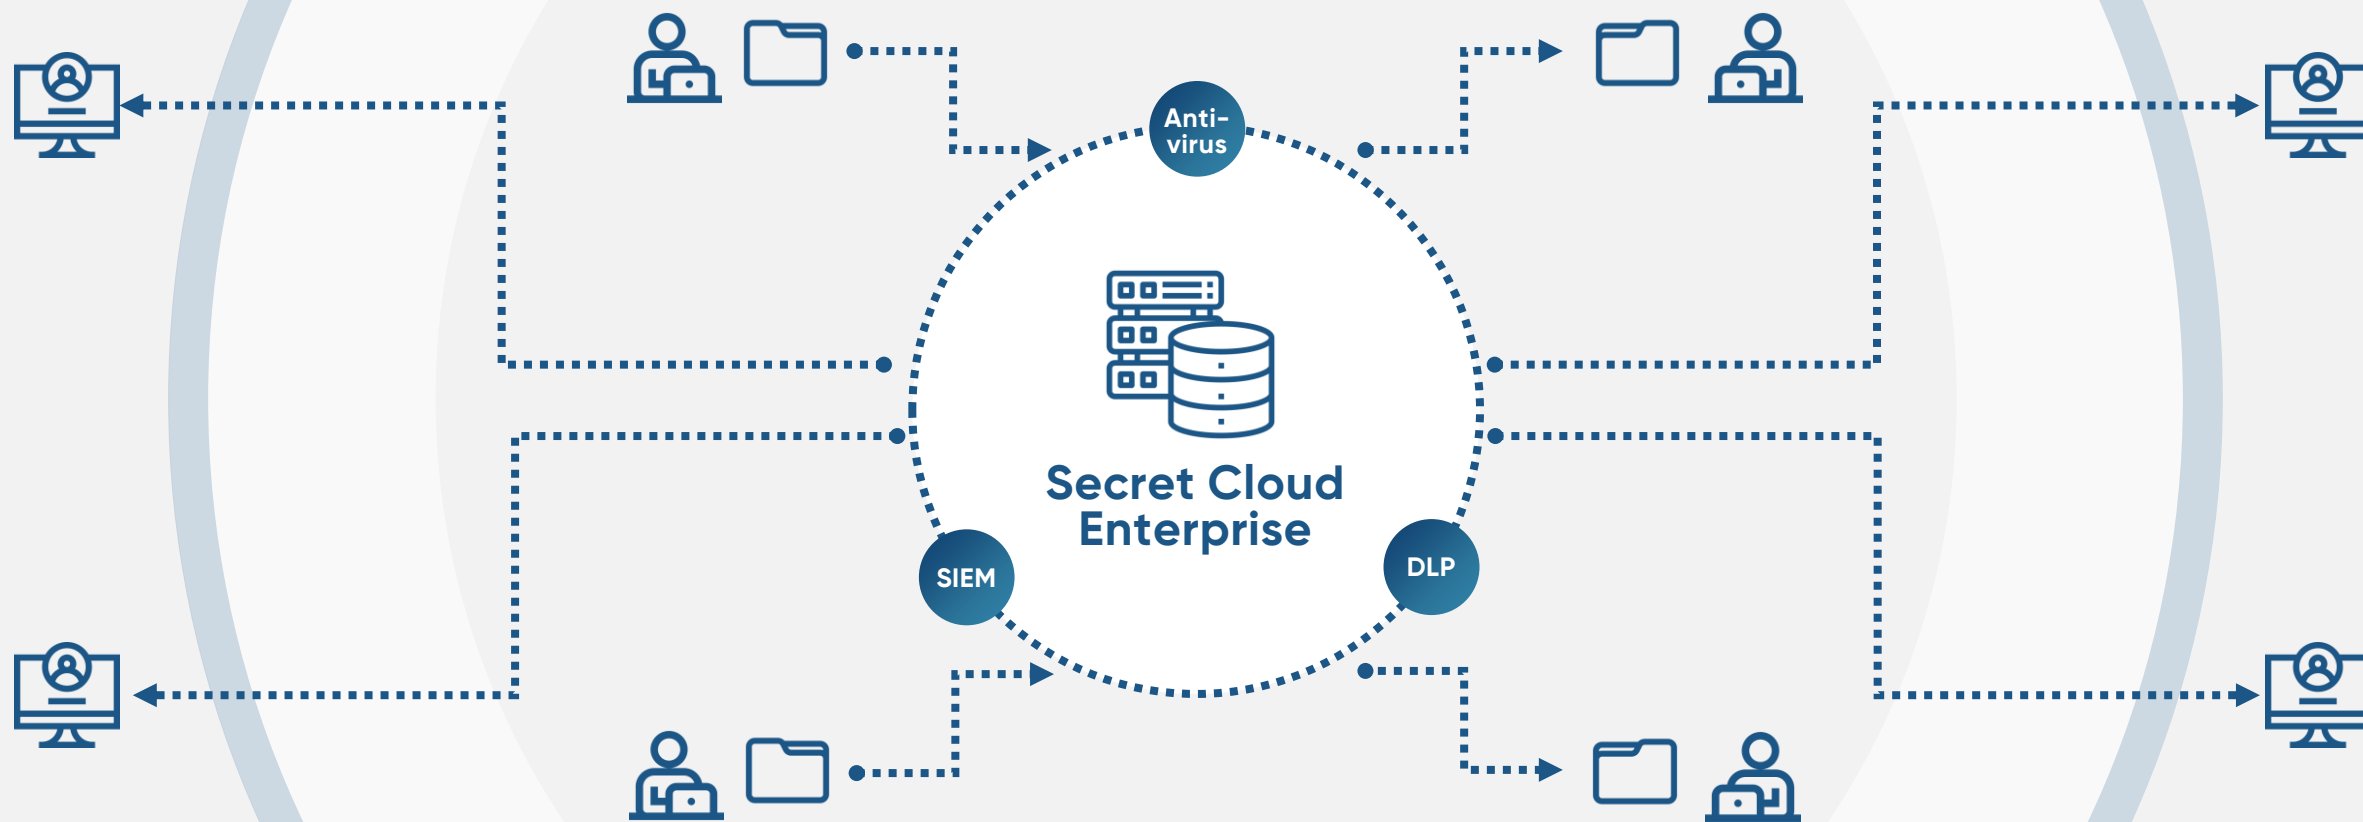 Anti-
virus
Secret Cloud
Enterprise
SIEM
DLP